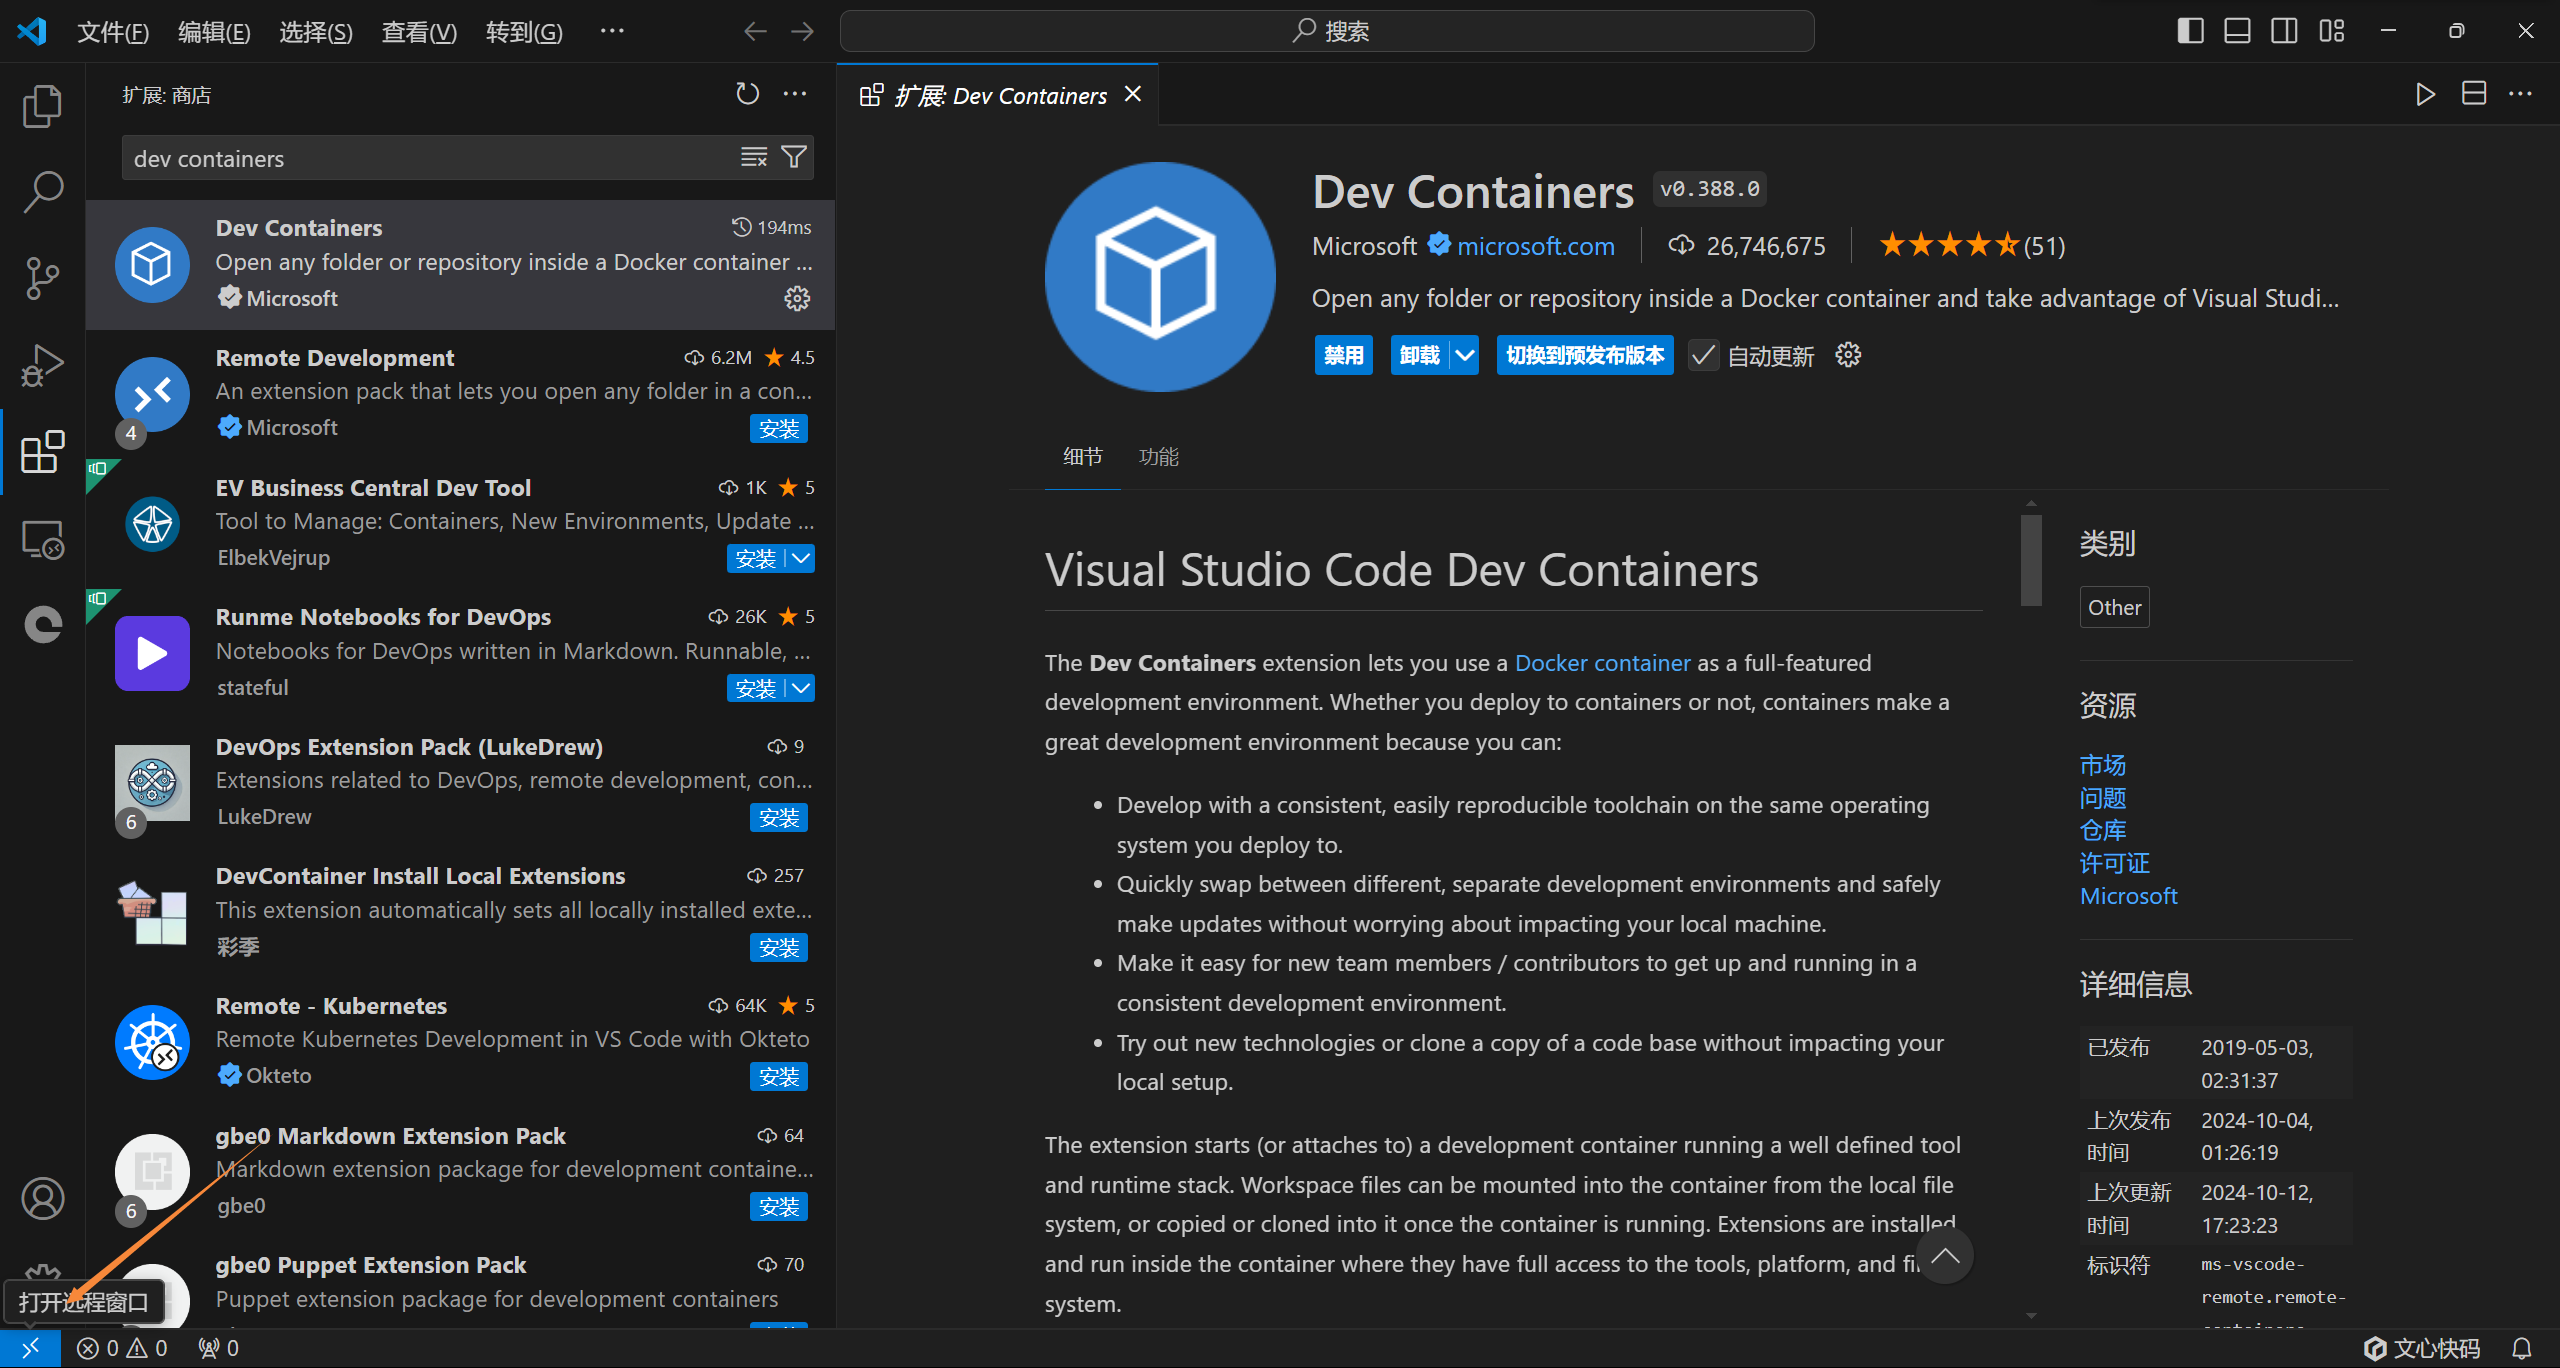 文件(F) 编辑(E) 选择(S) 查看(V) 转到(G) ···
搜索
扩展: 商店
dev containers
Dev Containers 194ms
Open any folder or repository inside a Docker container ...
Microsoft
Remote Development 6.2M 4.5
An extension pack that lets you open any folder in a con...
Microsoft 安装
4
EV Business Central Dev Tool 1K 5
Tool to Manage: Containers, New Environments, Update ...
ElbekVejrup 安装
Runme Notebooks for DevOps 26K 5
Notebooks for DevOps written in Markdown. Runnable, ...
stateful 安装
DevOps Extension Pack (LukeDrew) 9
Extensions related to DevOps, remote development, con...
LukeDrew 安装
6
DevContainer Install Local Extensions 257
This extension automatically sets all locally installed exte...
彩季 安装
Remote - Kubernetes 64K 5
Remote Kubernetes Development in VS Code with Okteto
Okteto 安装
gbe0 Markdown Extension Pack 64
Markdown extension package for development containe...
gbe0 安装
6
gbe0 Puppet Extension Pack 70
Puppet extension package for development containers
打开远程窗口
0 0 0
扩展: Dev Containers
Dev Containers v0.388.0
Microsoft microsoft.com 26,746,675 (51)
Open any folder or repository inside a Docker container and take advantage of Visual Studi...
禁用 卸载 切换到预发布版本 自动更新
细节 功能
Visual Studio Code Dev Containers
The Dev Containers extension lets you use a Docker container as a full-featured
development environment. Whether you deploy to containers or not, containers make a
great development environment because you can:
• Develop with a consistent, easily reproducible toolchain on the same operating
system you deploy to.
• Quickly swap between different, separate development environments and safely
make updates without worrying about impacting your local machine.
• Make it easy for new team members / contributors to get up and running in a
consistent development environment.
• Try out new technologies or clone a copy of a code base without impacting your
local setup.
The extension starts (or attaches to) a development container running a well defined tool
and runtime stack. Workspace files can be mounted into the container from the local file
system, or copied or cloned into it once the container is running. Extensions are installed
and run inside the container where they have full access to the tools, platform, and
system.
类别
Other
资源
市场
问题
仓库
许可证
Microsoft
详细信息
已发布 2019-05-03,
02:31:37
上次发布 2024-10-04,
时间 01:26:19
上次更新 2024-10-12,
时间 17:23:23
标识符 ms-vscode-
remote.remote-
文心快码